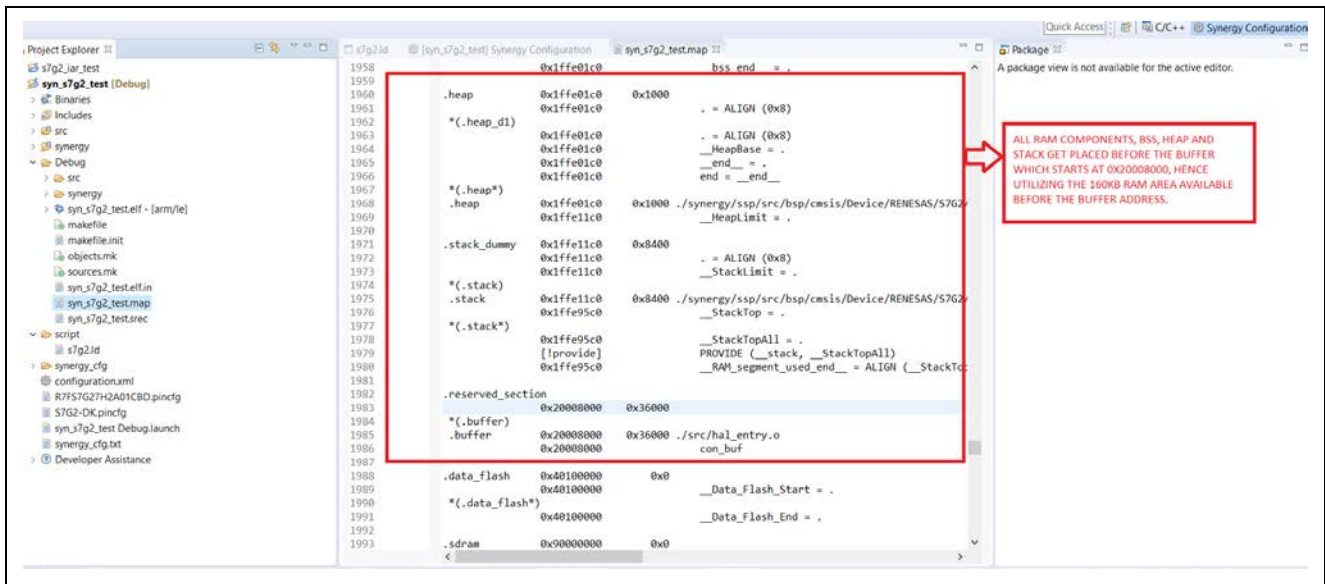 Quick Access
C/C++
Synergy Configuration
Project Explorer
s7g2.ld
[syn_s7g2_test] Synergy Configuration
syn_s7g2_test.map
Package
A package view is not available for the active editor.
s7g2_iar_test
syn_s7g2_test [Debug]
Binaries
Includes
src
synergy
Debug
src
synergy
syn_s7g2_test.elf - [arm/le]
makefile
makefile.init
objects.mk
sources.mk
syn_s7g2_test.elf.in
syn_s7g2_test.map
syn_s7g2_test.srec
script
s7g2.ld
synergy_cfg
configuration.xml
R7FS7G27H2A01CBD.pincfg
S7G2-DK.pincfg
syn_s7g2_test Debug.launch
synergy_cfg.txt
Developer Assistance
1958 0x1ffe01c0 bss end = .
1959
1960 .heap 0x1ffe01c0 0x1000
1961 0x1ffe01c0 . = ALIGN (0x8)
1962 *(.heap_d1)
1963 0x1ffe01c0 . = ALIGN (0x8)
1964 0x1ffe01c0 __HeapBase = .
1965 0x1ffe01c0 __end__ = .
1966 0x1ffe01c0 end = __end__
1967 *(.heap*)
1968 .heap 0x1ffe01c0 0x1000 ./synergy/ssp/src/bsp/cmsis/Device/RENESAS/S7G2/
1969 0x1ffe11c0 __HeapLimit = .
1970
1971 .stack_dummy 0x1ffe11c0 0x8400
1972 0x1ffe11c0 . = ALIGN (0x8)
1973 0x1ffe11c0 __StackLimit = .
1974 *(.stack)
1975 .stack 0x1ffe11c0 0x8400 ./synergy/ssp/src/bsp/cmsis/Device/RENESAS/S7G2/
1976 0x1ffe95c0 __StackTop = .
1977 *(.stack*)
1978 0x1ffe95c0 __StackTopAll = .
1979 [!provide] PROVIDE (__stack, __StackTopAll)
1980 0x1ffe95c0 __RAM_segment_used_end__ = ALIGN (__StackTo
1981
1982 .reserved_section
1983 0x20008000 0x36000
1984 *(.buffer)
1985 .buffer 0x20008000 0x36000 ./src/hal_entry.o
1986 0x20008000 con_buf
1987
1988 .data_flash 0x40100000 0x0
1989 0x40100000 __Data_Flash_Start = .
1990 *(.data_flash*)
1991 0x40100000 __Data_Flash_End = .
1992
1993 .sdram 0x90000000 0x0
ALL RAM COMPONENTS, BSS, HEAP AND
STACK GET PLACED BEFORE THE BUFFER
WHICH STARTS AT 0X20008000, HENCE
UTILIZING THE 160KB RAM AREA AVAILABLE
BEFORE THE BUFFER ADDRESS.